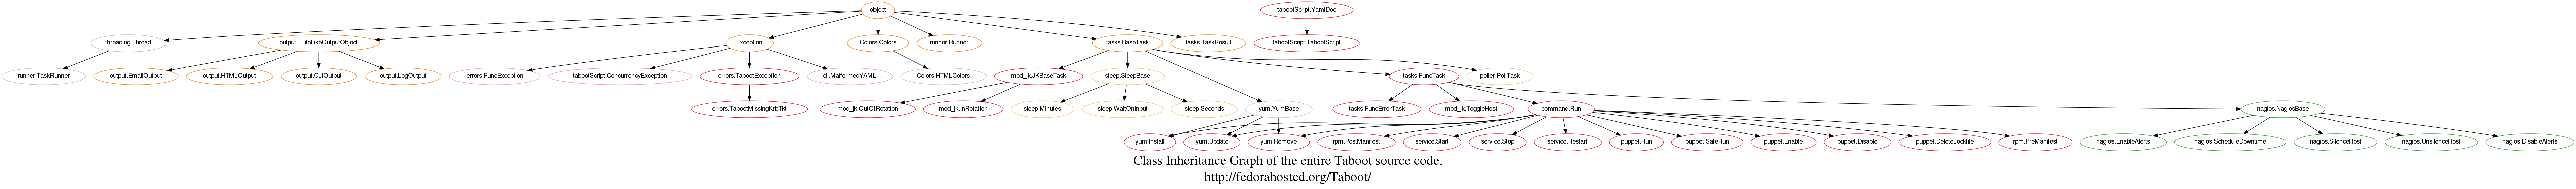 object
tabootScript.YamlDoc
threading.Thread
output._FileLikeOutputObject
Exception
Colors.Colors
runner.Runner
tasks.BaseTask
tasks.TaskResult
tabootScript.TabootScript
runner.TaskRunner
output.EmailOutput
output.HTMLOutput
output.CLIOutput
output.LogOutput
errors.FuncException
tabootScript.ConcurrencyException
errors.TabootException
cli.MalformedYAML
Colors.HTMLColors
mod_jk.JKBaseTask
sleep.SleepBase
tasks.FuncTask
poller.PollTask
errors.TabootMissingKrbTkt
mod_jk.OutOfRotation
mod_jk.InRotation
sleep.Minutes
sleep.WaitOnInput
sleep.Seconds
yum.YumBase
tasks.FuncErrorTask
mod_jk.ToggleHost
command.Run
nagios.NagiosBase
yum.Install
yum.Update
yum.Remove
rpm.PostManifest
service.Start
service.Stop
service.Restart
puppet.Run
puppet.SafeRun
puppet.Enable
puppet.Disable
puppet.DeleteLockfile
rpm.PreManifest
nagios.EnableAlerts
nagios.ScheduleDowntime
nagios.SilenceHost
nagios.UnsilenceHost
nagios.DisableAlerts
Class Inheritance Graph of the entire Taboot source code.
http://fedorahosted.org/Taboot/